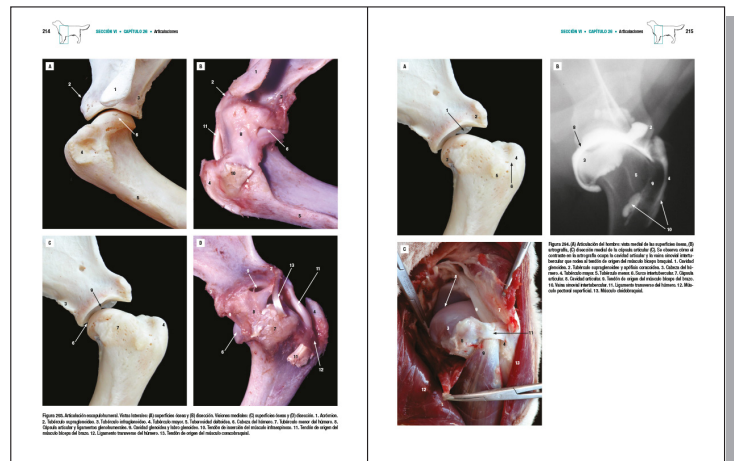 214
SECCIÓN VI • CAPÍTULO 26 • Articulaciones
A
B
C
D
Figura 293. Articulación escapulohumeral. Vistas laterales: (A) superficies óseas y (B) disección. Visiones mediales: (C) superficies óseas y (D) disección. 1. Acromion.
2. Tubérculo supraglenoideo. 3. Tubérculo infraglenoideo. 4. Tubérculo mayor. 5. Tuberosidad deltoidea. 6. Cabeza del húmero. 7. Tubérculo menor del húmero. 8.
Cápsula articular y ligamentos glenohumerales. 9. Cavidad glenoidea y labro glenoideo. 10. Tendón de inserción del músculo infraespinoso. 11. Tendón de origen del
músculo bíceps del brazo. 12. Ligamento transverso del húmero. 13. Tendón de origen del músculo coracobraquial.
SECCIÓN VI • CAPÍTULO 26 • Articulaciones
215
A
B
C
Figura 294. (A) Articulación del hombro: vista medial de las superficies óseas, (B)
artrografía, (C) disección medial de la cápsula articular (C). Se observa cómo el
contraste en la artrografía ocupa la cavidad articular y la vaina sinovial intertu-
bercular que rodea al tendón de origen del músculo bíceps braquial. 1. Cavidad
glenoidea. 2. Tubérculo supraglenoideo y apófisis coracoides. 3. Cabeza del hú-
mero. 4. Tubérculo mayor. 5. Tubérculo menor. 6. Surco intertubercular. 7. Cápsula
articular. 8. Cavidad articular. 9. Tendón de origen del músculo bíceps del brazo.
10. Vaina sinovial intertubercular. 11. Ligamento transverso del húmero. 12. Mús-
culo pectoral superficial. 13. Músculo cleidobraquial.